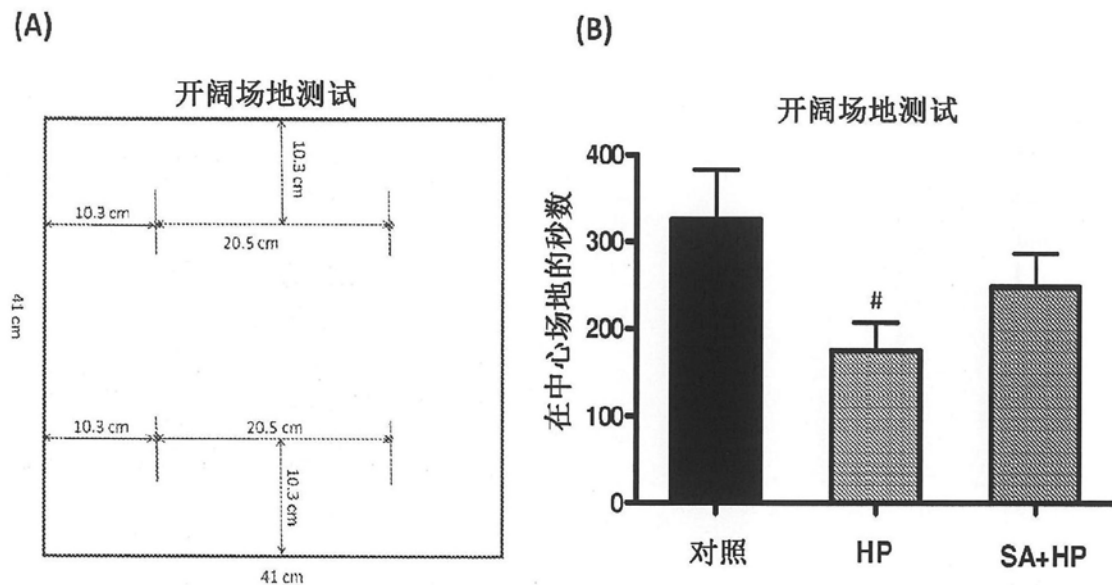 (A)
开阔场地测试
10.3 cm
10.3 cm
20.5 cm
41 cm
10.3 cm
20.5 cm
10.3 cm
41 cm
(B)
开阔场地测试
在中心场地的秒数
400
300
200
100
0
#
对照
HP
SA+HP